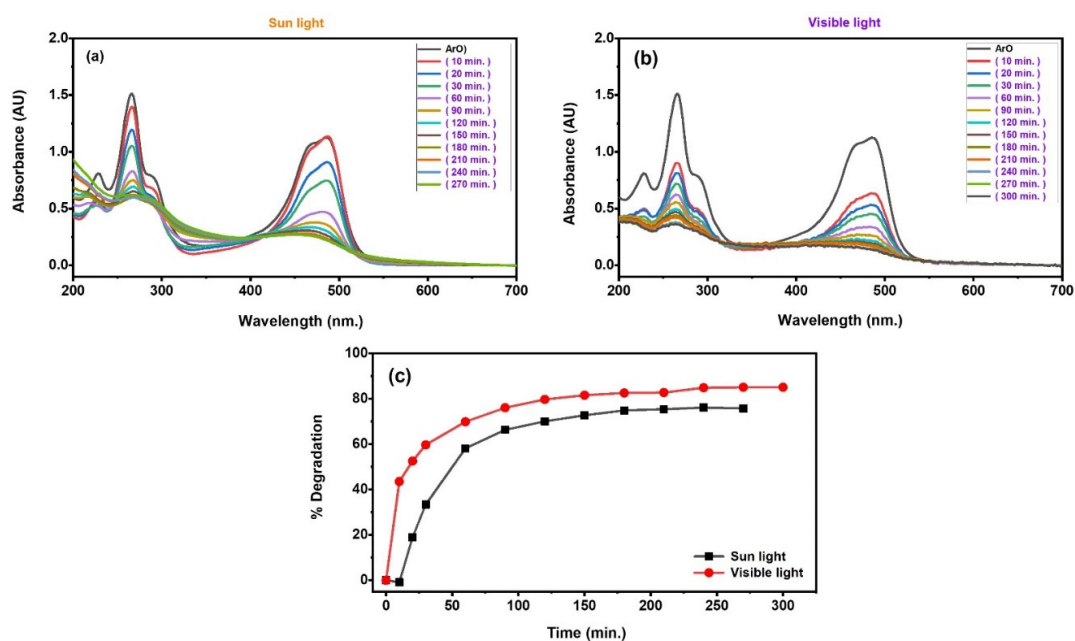 Sun light
(a)
ArO)
( 10 min. )
( 20 min. )
( 30 min. )
( 60 min. )
( 90 min. )
( 120 min. )
( 150 min. )
( 180 min. )
( 210 min. )
( 240 min. )
( 270 min. )
Absorbance (AU)
2.0
1.5
1.0
0.5
0.0
200 300 400 500 600 700
Wavelength (nm.)
Visible light
(b)
ArO
( 10 min. )
( 20 min. )
( 30 min. )
( 60 min. )
( 90 min. )
( 120 min. )
( 150 min. )
( 180 min. )
( 210 min. )
( 240 min. )
( 270 min. )
( 300 min. )
Absorbance (AU)
2.0
1.5
1.0
0.5
0.0
200 300 400 500 600 700
Wavelength (nm.)
(c)
% Degradation
100
80
60
40
20
0
Sun light
Visible light
0 50 100 150 200 250 300
Time (min.)